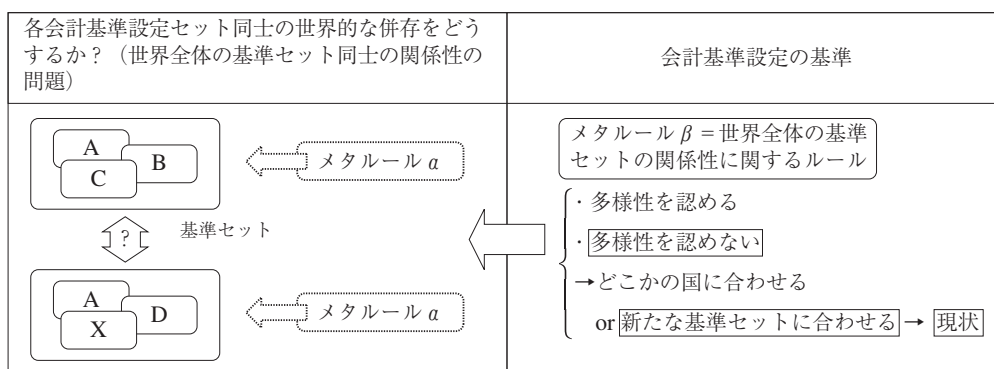 各会計基準設定セット同士の世界的な併存をどう
するか？（世界全体の基準セット同士の関係性の
問題）
会計基準設定の基準
A
B
C
メタルール α
?
基準セット
A
D
X
メタルール α
メタルール β＝世界全体の基準
セットの関係性に関するルール
・多様性を認める
・多様性を認めない
→どこかの国に合わせる
or 新たな基準セットに合わせる → 現状